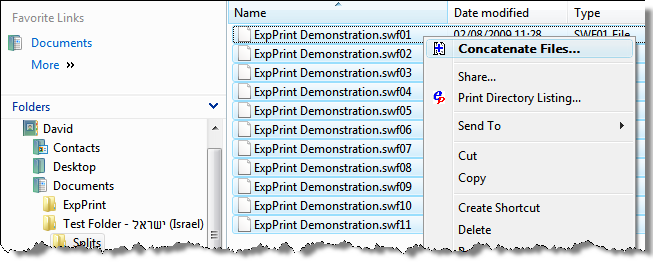 Favorite Links
Documents
More »
Folders
David
Contacts
Desktop
Documents
ExpPrint
Test Folder - ישראל (Israel)
Splits
Name Date modified Type
ExpPrint Demonstration.swf01 02/08/2009 11:28 SWF01 File
ExpPrint Demonstration.swf02
ExpPrint Demonstration.swf03
ExpPrint Demonstration.swf04
ExpPrint Demonstration.swf05
ExpPrint Demonstration.swf06
ExpPrint Demonstration.swf07
ExpPrint Demonstration.swf08
ExpPrint Demonstration.swf09
ExpPrint Demonstration.swf10
ExpPrint Demonstration.swf11
Concatenate Files...
Share...
Print Directory Listing...
Send To
Cut
Copy
Create Shortcut
Delete